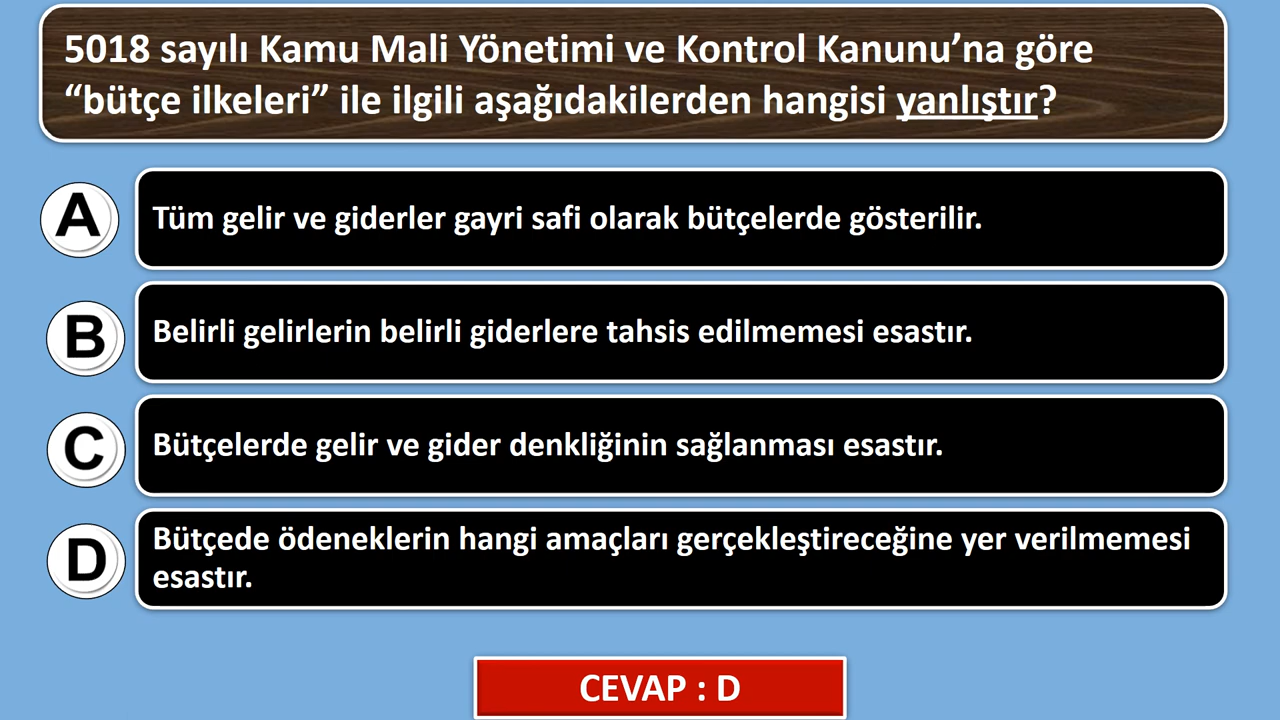 5018 sayılı Kamu Mali Yönetimi ve Kontrol Kanunu’na göre
“bütçe ilkeleri” ile ilgili aşağıdakilerden hangisi yanlıştır?
A
Tüm gelir ve giderler gayri safi olarak bütçelerde gösterilir.
B
Belirli gelirlerin belirli giderlere tahsis edilmemesi esastır.
C
Bütçelerde gelir ve gider denkliğinin sağlanması esastır.
D
Bütçede ödeneklerin hangi amaçları gerçekleştireceğine yer verilmemesi
esastır.
CEVAP : D